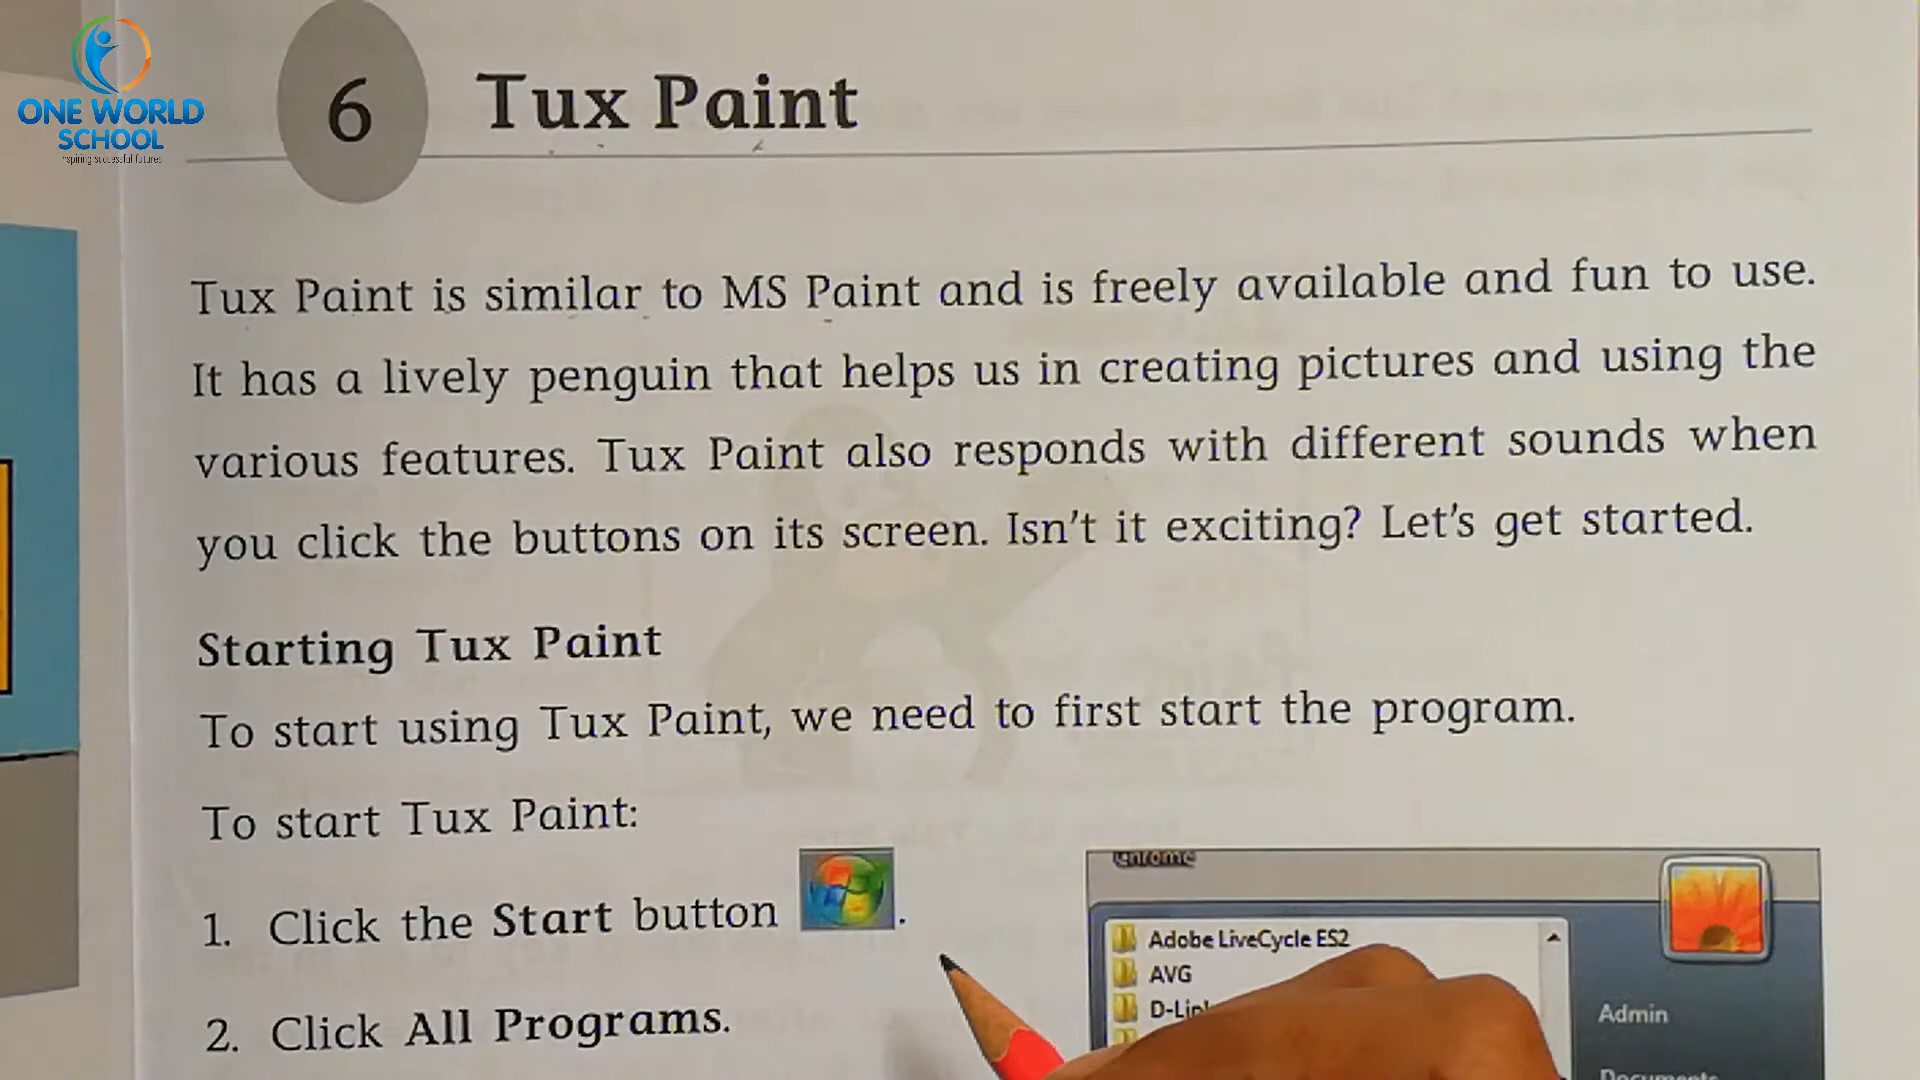 ONE WORLD
SCHOOL
6 Tux Paint
Tux Paint is similar to MS Paint and is freely available and fun to use.
It has a lively penguin that helps us in creating pictures and using the
various features. Tux Paint also responds with different sounds when
you click the buttons on its screen. Isn't it exciting? Let's get started.
Starting Tux Paint
To start using Tux Paint, we need to first start the program.
To start Tux Paint:
1. Click the Start button .
2. Click All Programs.
Chrome
Adobe LiveCycle ES2
AVG
Admin
Documents